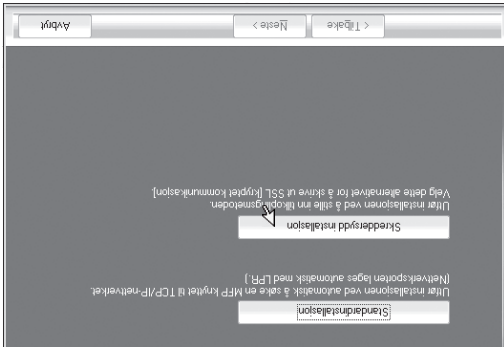 Standardinstallasjon
Utfør installasjonen ved automatisk å søke en MFP knyttet til TCP/IP-nettverket.
(Nettverksporten lages automatisk med LPR.)
Skreddersydd installasjon
Utfør installasjonen ved å stille inn tilkoplingsmetoden.
Velg dette alternativet for å skrive ut SSL [kryptet kommunikasjon].
< Tilbake
Neste >
Avbryt